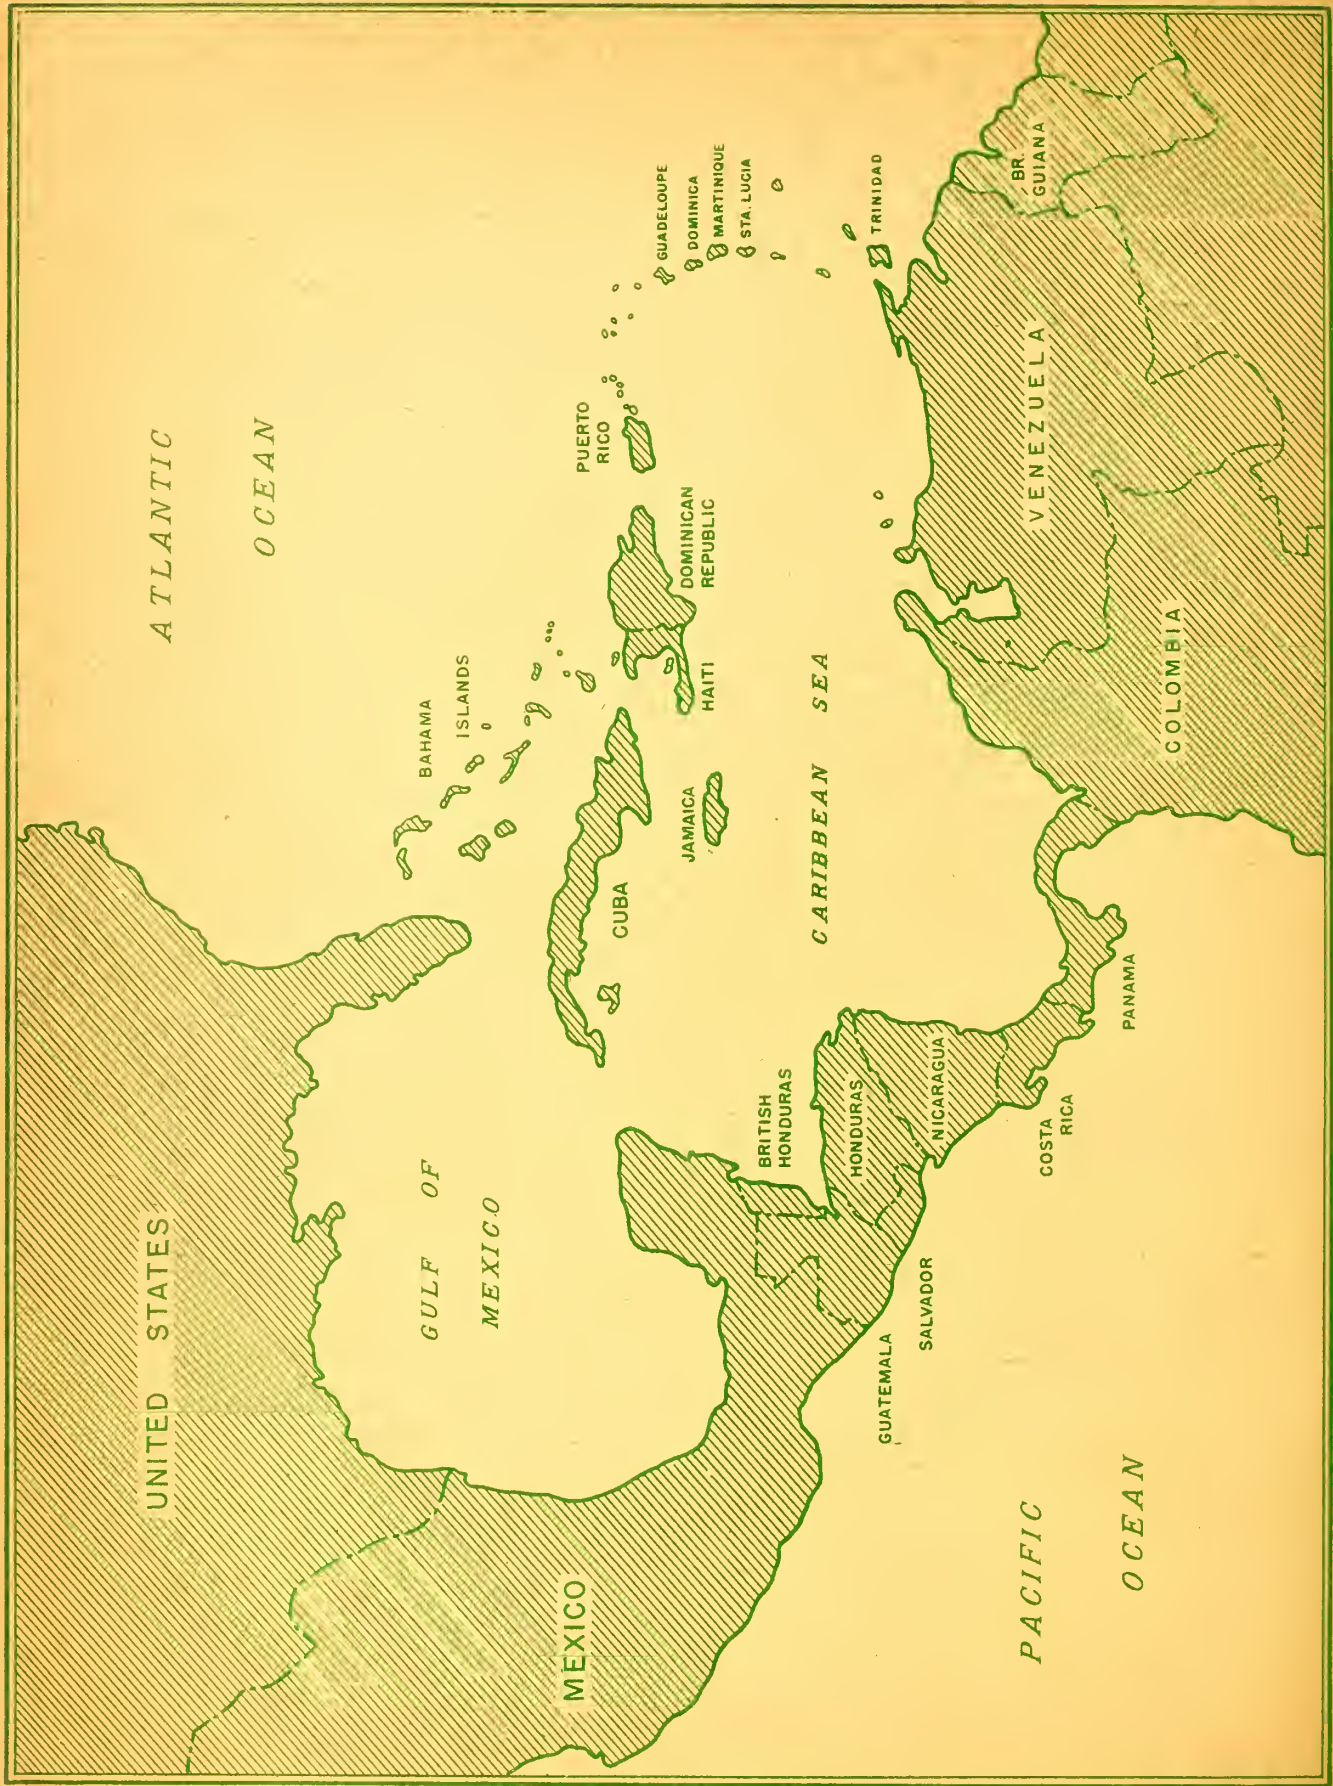 UNITED STATES
ATLANTIC
OCEAN
GULF OF
MEXICO
BAHAMA
ISLANDS
MEXICO
CUBA
PUERTO
RICO
HAITI
DOMINICAN
REPUBLIC
JAMAICA
GUADELOUPE
DOMINICA
MARTINIQUE
STA. LUCIA
BRITISH
HONDURAS
CARIBBEAN SEA
HONDURAS
TRINIDAD
GUATEMALA
SALVADOR
NICARAGUA
COSTA
RICA
PANAMA
BR.
GUIANA
VENEZUELA
COLOMBIA
PACIFIC
OCEAN